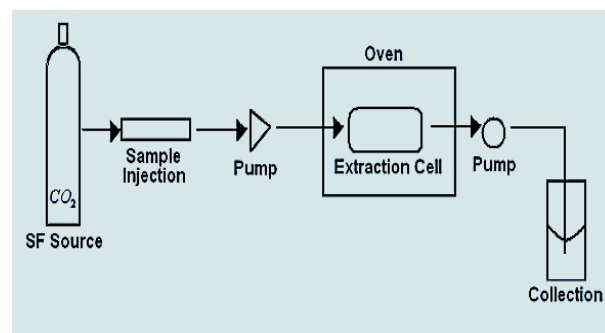 Oven
Sample
Injection
Pump
Extraction Cell
Pump
CO₂
SF Source
Collection